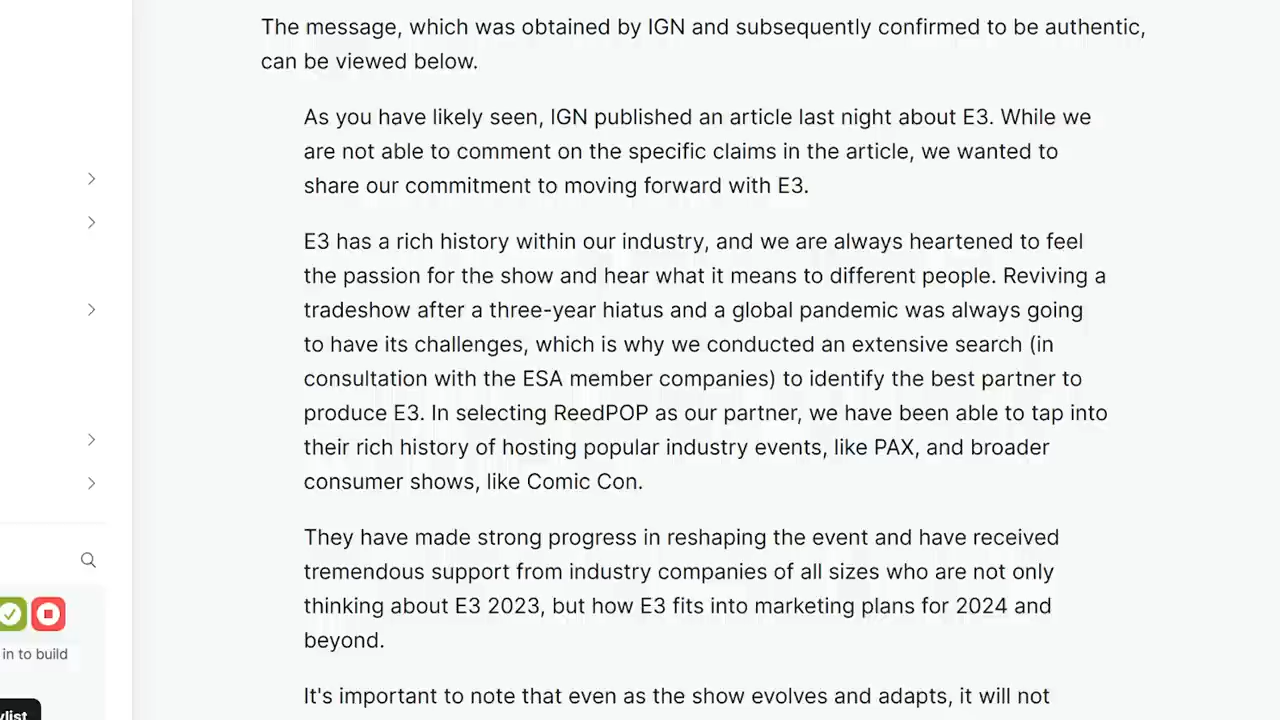 The message, which was obtained by IGN and subsequently confirmed to be authentic,
can be viewed below.
As you have likely seen, IGN published an article last night about E3. While we
are not able to comment on the specific claims in the article, we wanted to
share our commitment to moving forward with E3.
E3 has a rich history within our industry, and we are always heartened to feel
the passion for the show and hear what it means to different people. Reviving a
tradeshow after a three-year hiatus and a global pandemic was always going
to have its challenges, which is why we conducted an extensive search (in
consultation with the ESA member companies) to identify the best partner to
produce E3. In selecting ReedPOP as our partner, we have been able to tap into
their rich history of hosting popular industry events, like PAX, and broader
consumer shows, like Comic Con.
They have made strong progress in reshaping the event and have received
tremendous support from industry companies of all sizes who are not only
thinking about E3 2023, but how E3 fits into marketing plans for 2024 and
beyond.
It's important to note that even as the show evolves and adapts, it will not
in to build
ylist